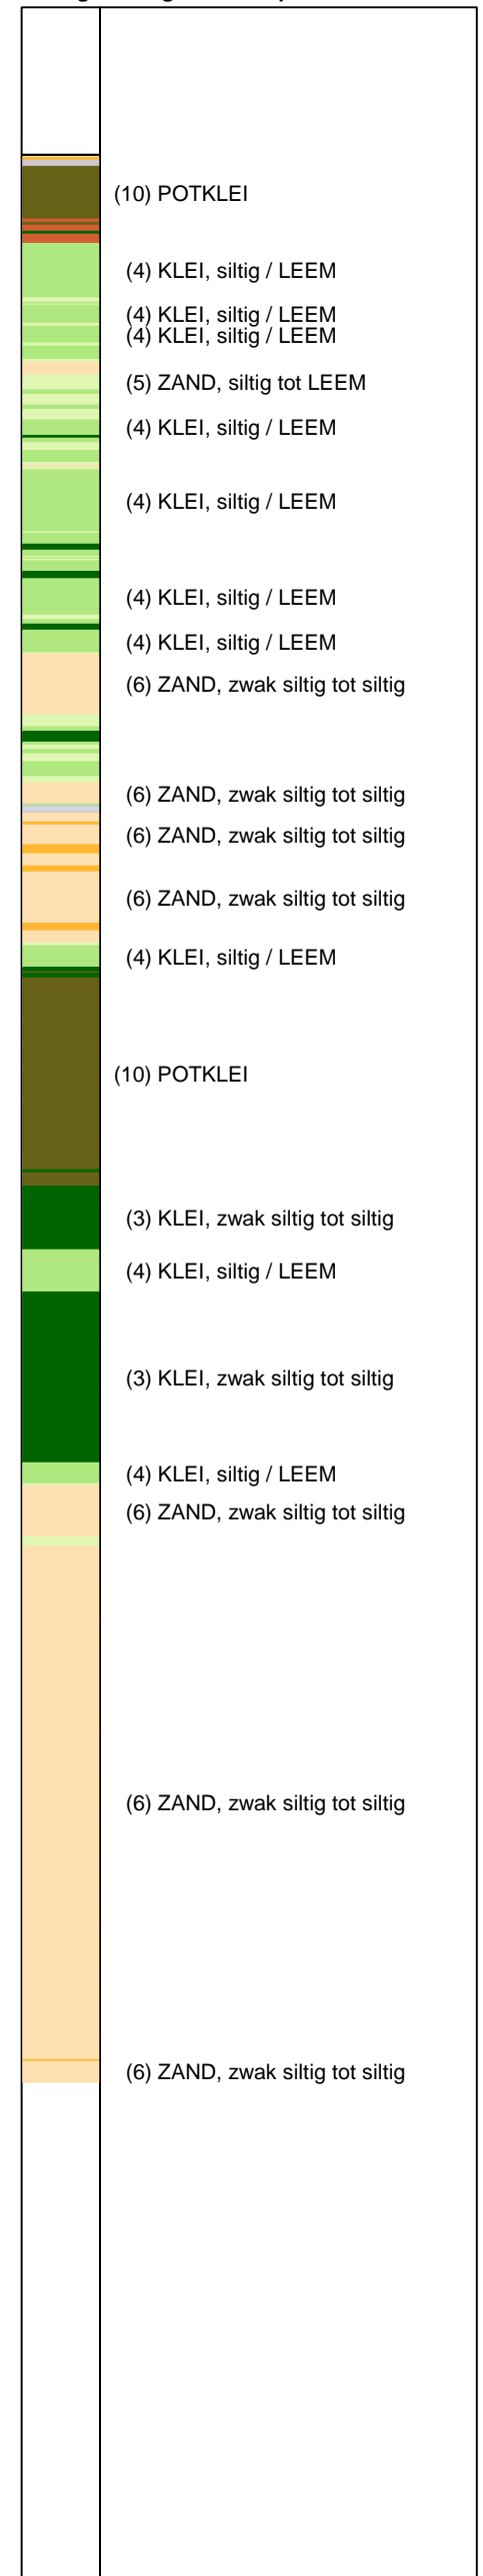 (10) POTKLEI
(4) KLEI, siltig / LEEM
(4) KLEI, siltig / LEEM
(4) KLEI, siltig / LEEM
(5) ZAND, siltig tot LEEM
(4) KLEI, siltig / LEEM
(4) KLEI, siltig / LEEM
(4) KLEI, siltig / LEEM
(4) KLEI, siltig / LEEM
(6) ZAND, zwak siltig tot siltig
(6) ZAND, zwak siltig tot siltig
(6) ZAND, zwak siltig tot siltig
(6) ZAND, zwak siltig tot siltig
(4) KLEI, siltig / LEEM
(10) POTKLEI
(3) KLEI, zwak siltig tot siltig
(4) KLEI, siltig / LEEM
(3) KLEI, zwak siltig tot siltig
(4) KLEI, siltig / LEEM
(6) ZAND, zwak siltig tot siltig
(6) ZAND, zwak siltig tot siltig
(6) ZAND, zwak siltig tot siltig